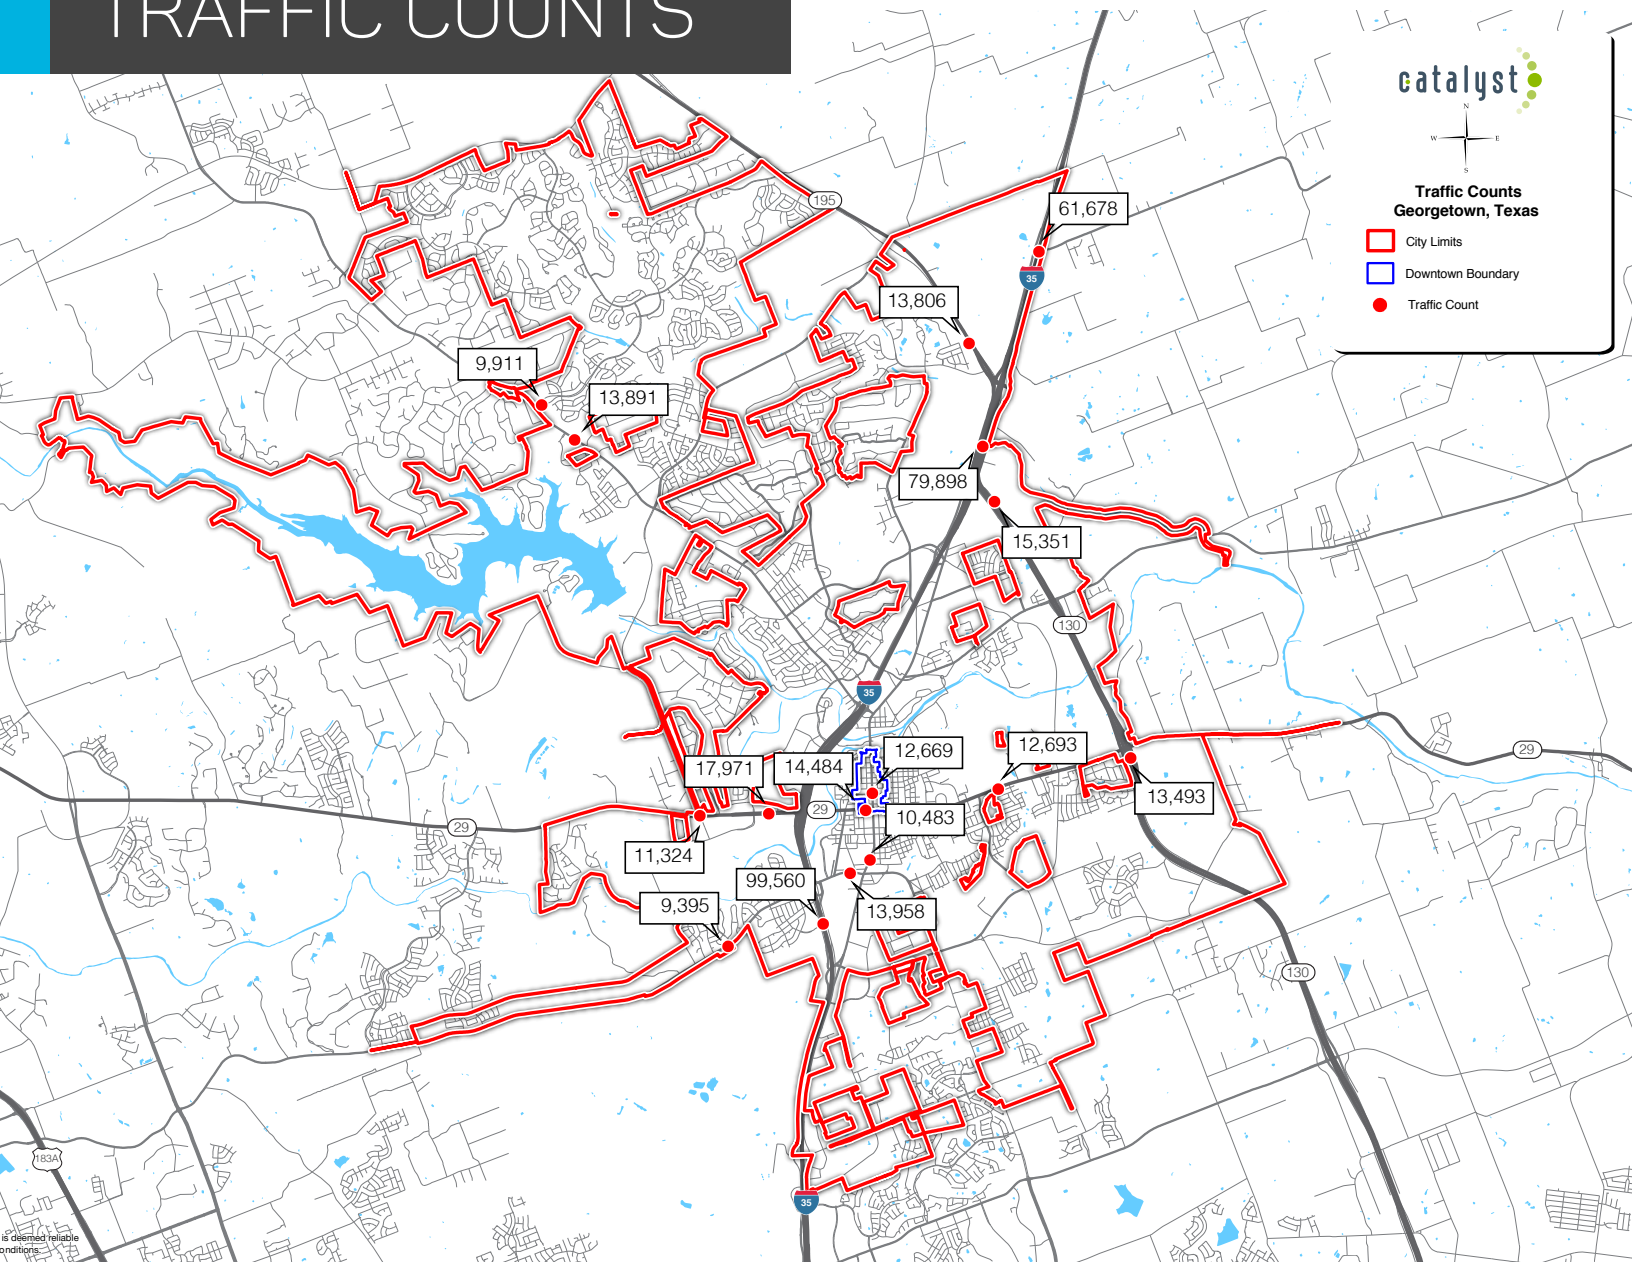 TRAFFIC COUNTS
catalyst
N
W E
S
Traffic Counts
Georgetown, Texas
City Limits
Downtown Boundary
Traffic Count
195
61,678
35
13,806
9,911
13,891
79,898
15,351
130
35
12,669
12,693
17,971
14,484
29
13,493
29
10,483
29
11,324
99,560
9,395
13,958
130
183A
35
is deemed reliable
onditions.